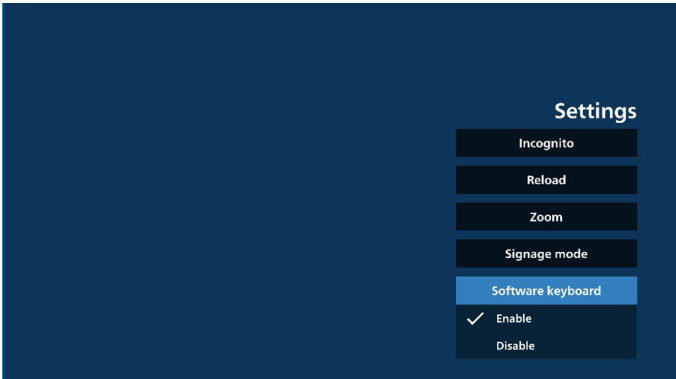 Settings
Incognito
Reload
Zoom
Signage mode
Software keyboard
Enable
Disable